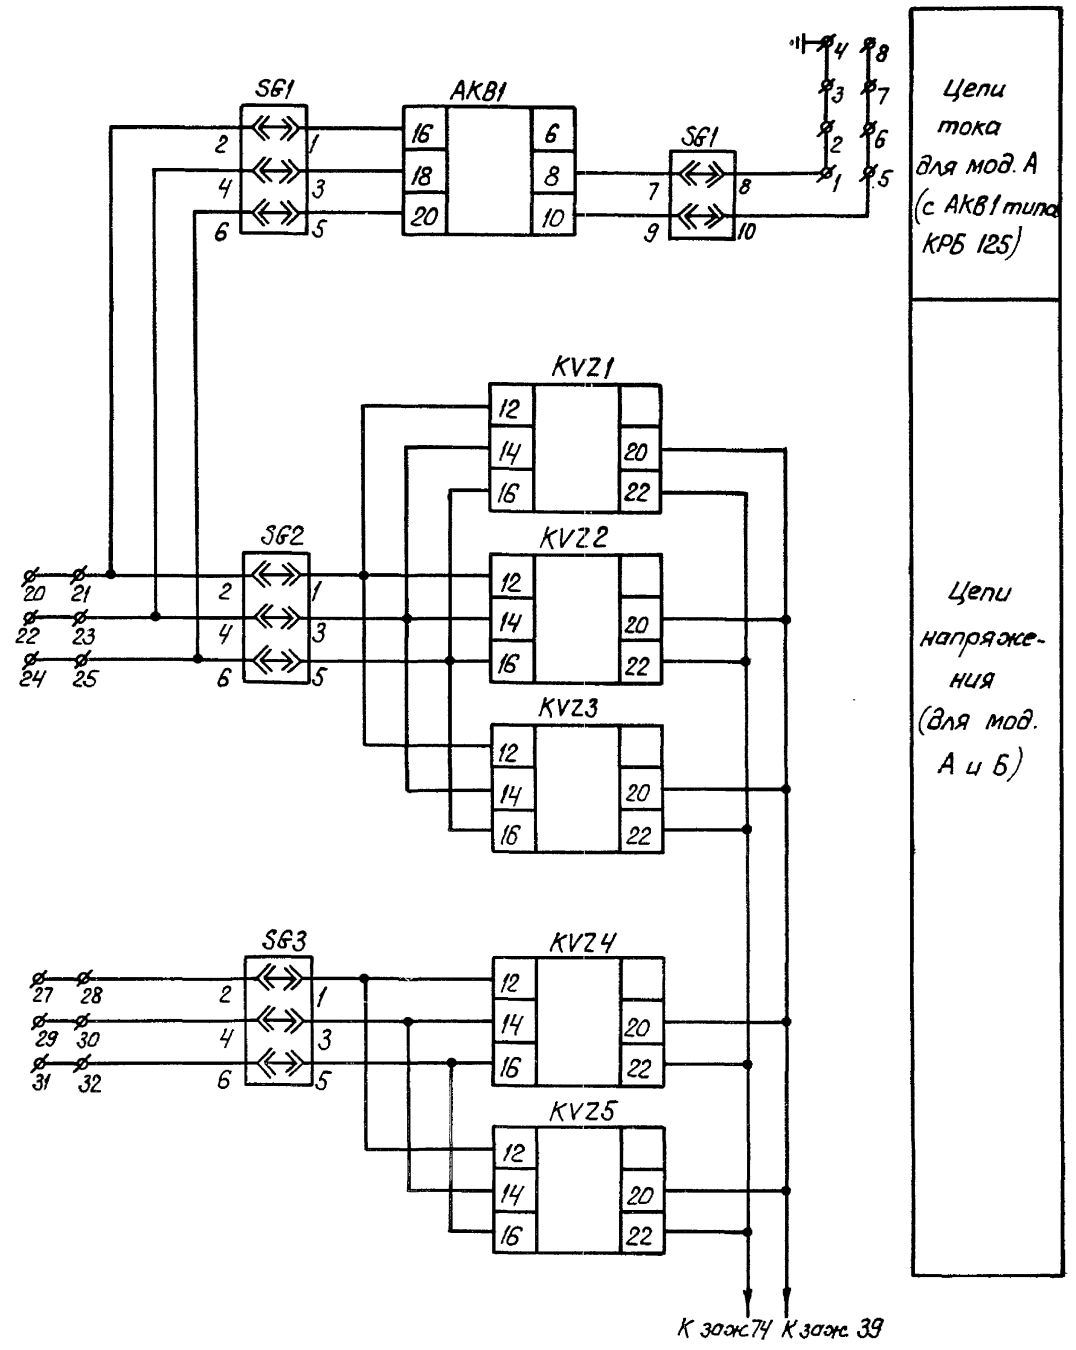 4 8
3 7
2 6
1 5
SG1
2 1
4 3
6 5
АКВ1
16 6
18 8
20 10
SG1
7 8
9 10
Цепи
тока
для мод. А
(с АКВ1 типа
КРБ 125)
KVZ1
12
14 20
16 22
20 21
22 23
24 25
SG2
2 1
4 3
6 5
KVZ2
12
14 20
16 22
KVZ3
12
14 20
16 22
Цепи
напряже-
ния
(для мод.
А и Б)
27 28
29 30
31 32
SG3
2 1
4 3
6 5
KVZ4
12
14 20
16 22
KVZ5
12
14 20
16 22
К заж 74 К заж. 39